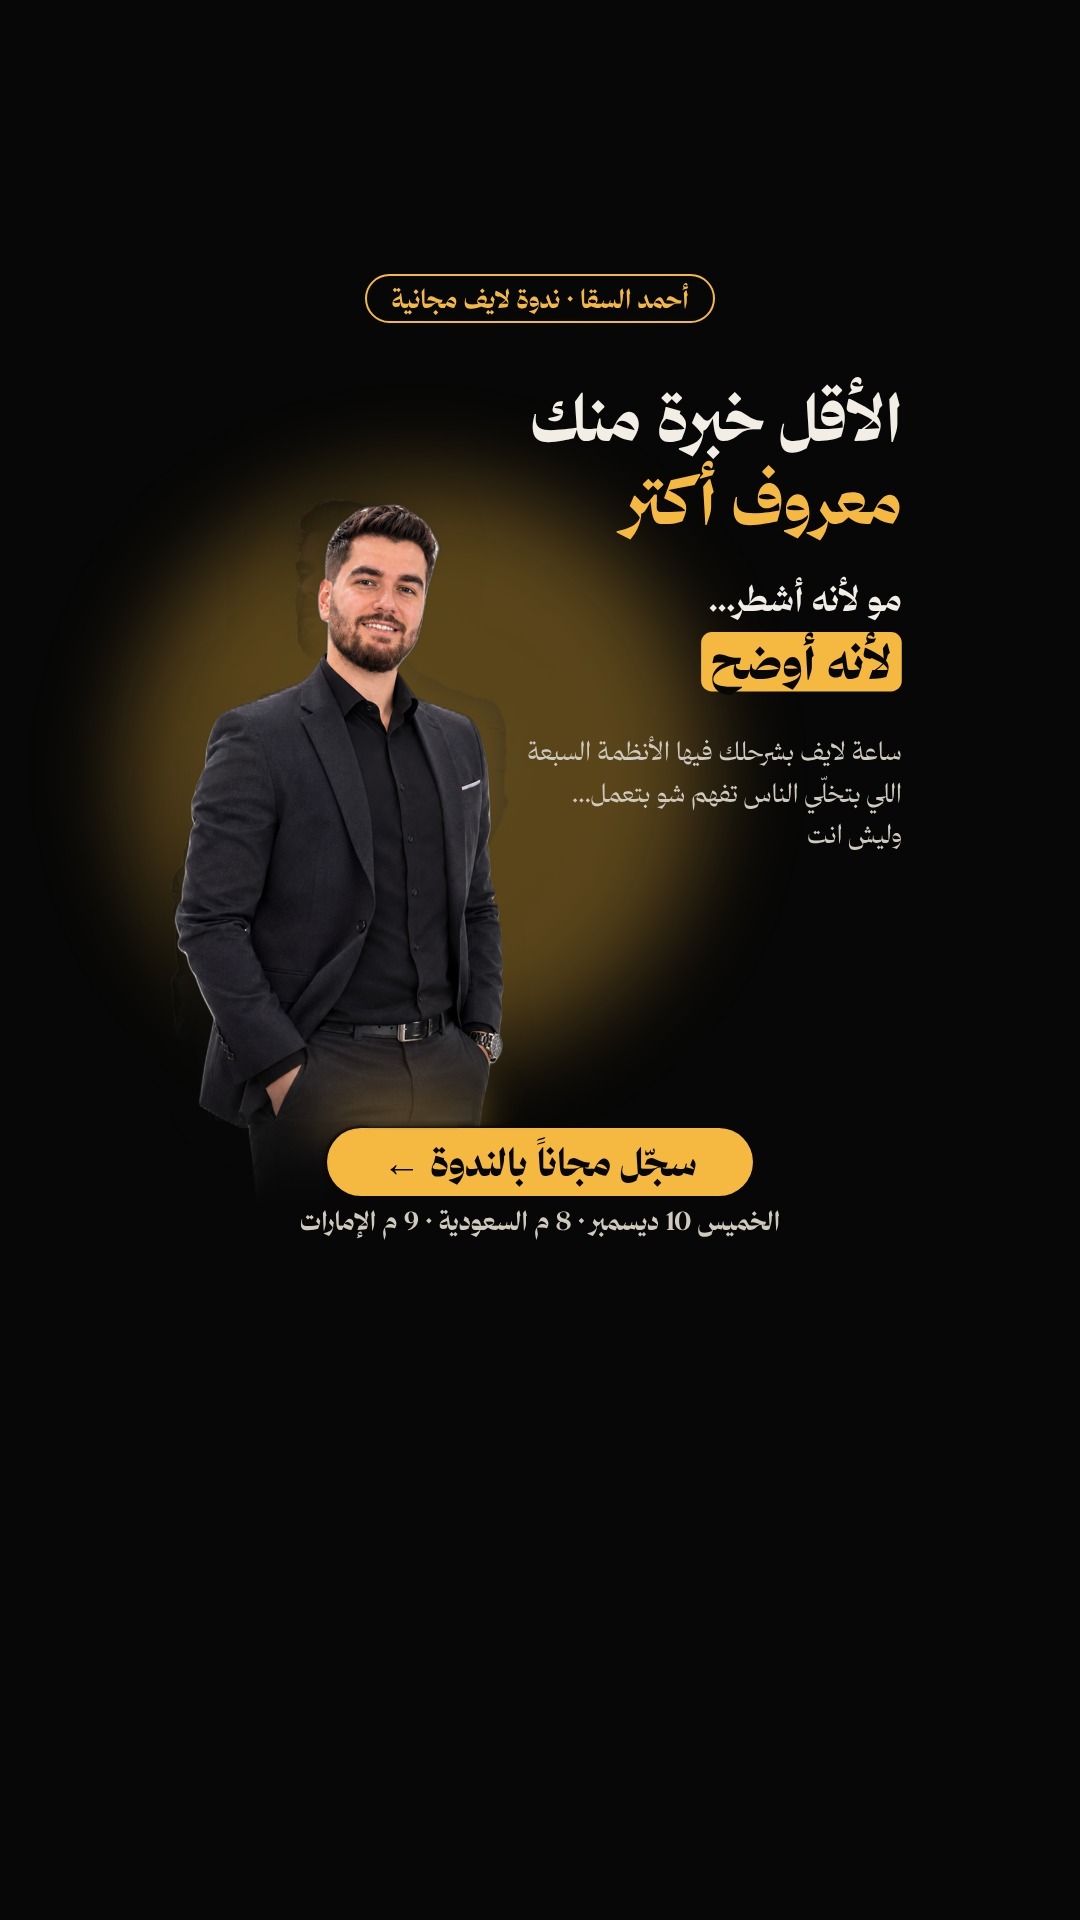 أحمد السقا · ندوة لايف مجانية
الأقل خبرة منك
معروف أكتر
مو لأنه أشطر...
لأنه أوضح
ساعة لايف بشرحلك فيها الأنظمة السبعة
اللي بتخلّي الناس تفهم شو بتعمل...
وليش انت
سجّل مجاناً بالندوة ←
الخميس 10 ديسمبر · 8 م السعودية · 9 م الإمارات